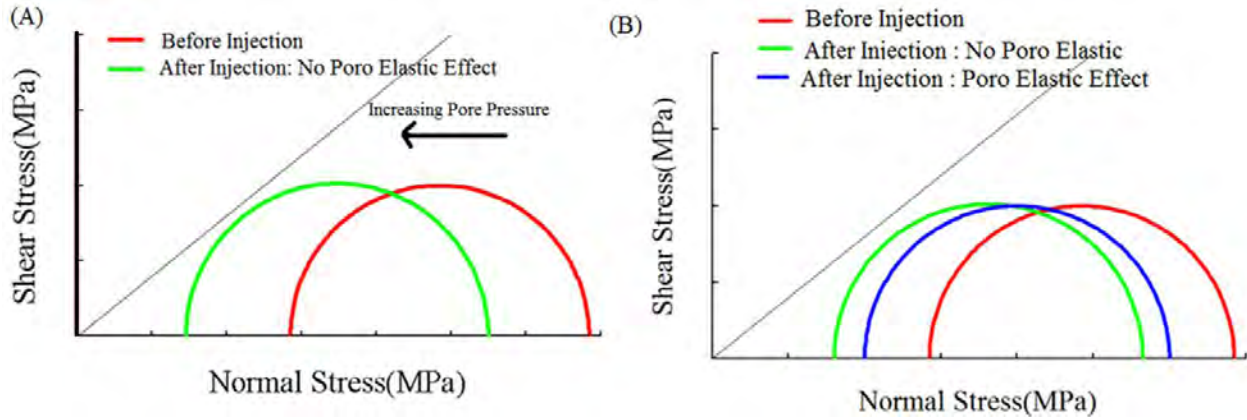 (A)
Before Injection
After Injection: No Poro Elastic Effect
Increasing Pore Pressure
Shear Stress(MPa)
Normal Stress(MPa)
(B)
Before Injection
After Injection : No Poro Elastic
After Injection : Poro Elastic Effect
Shear Stress(MPa)
Normal Stress(MPa)